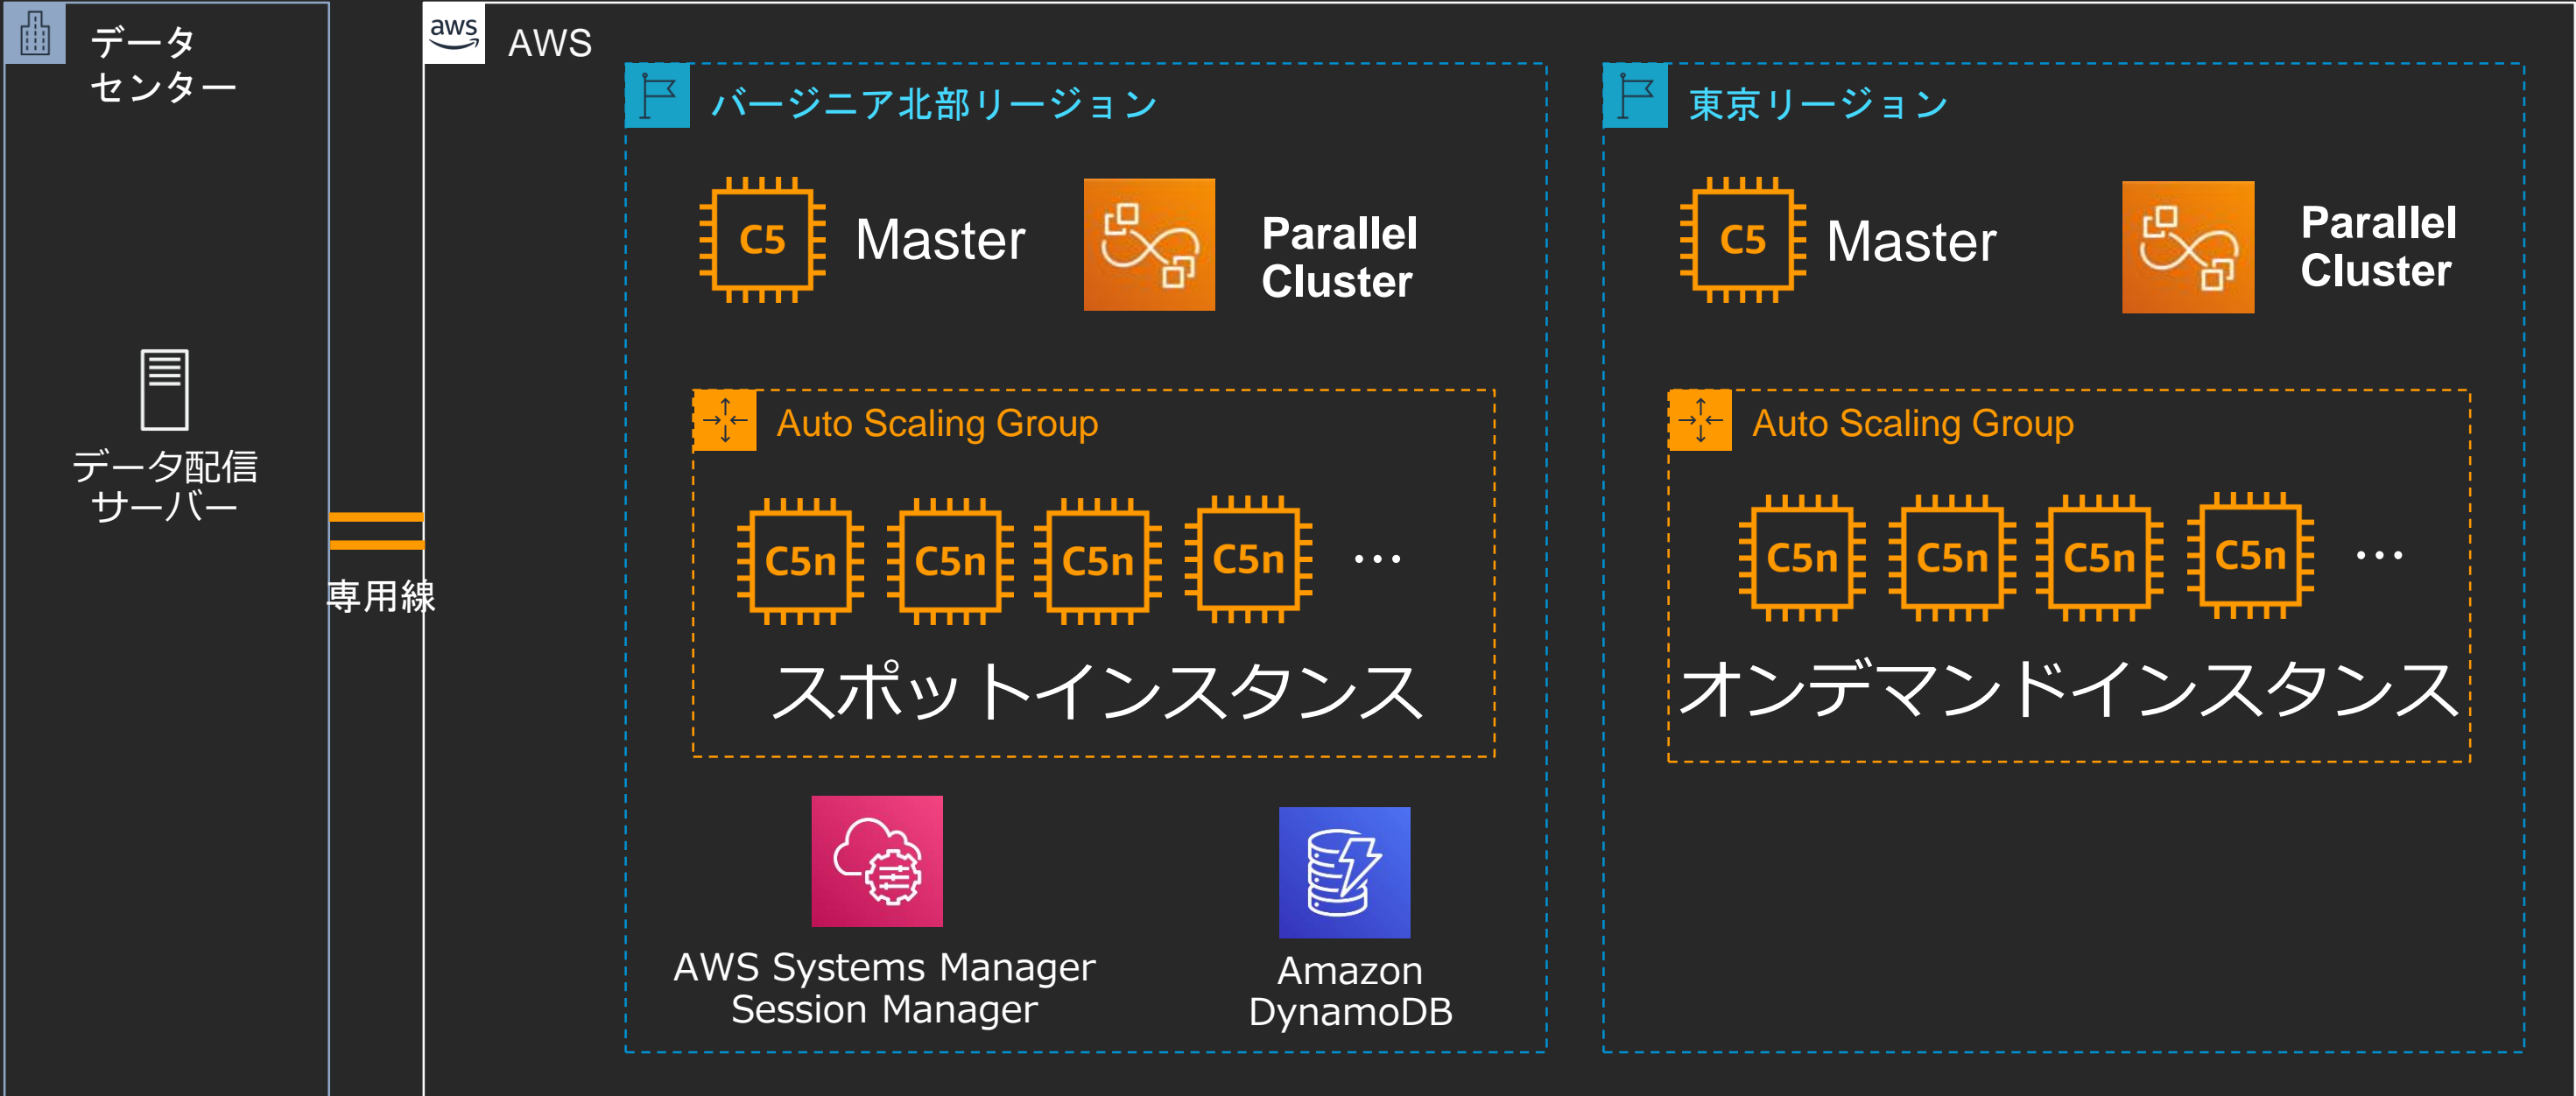 データ
センター
データ配信
サーバー
専用線
aws
AWS
バージニア北部リージョン
C5
Master
Parallel
Cluster
Auto Scaling Group
C5n
C5n
C5n
C5n
…
スポットインスタンス
AWS Systems Manager
Session Manager
Amazon
DynamoDB
東京リージョン
C5
Master
Parallel
Cluster
Auto Scaling Group
C5n
C5n
C5n
C5n
…
オンデマンドインスタンス